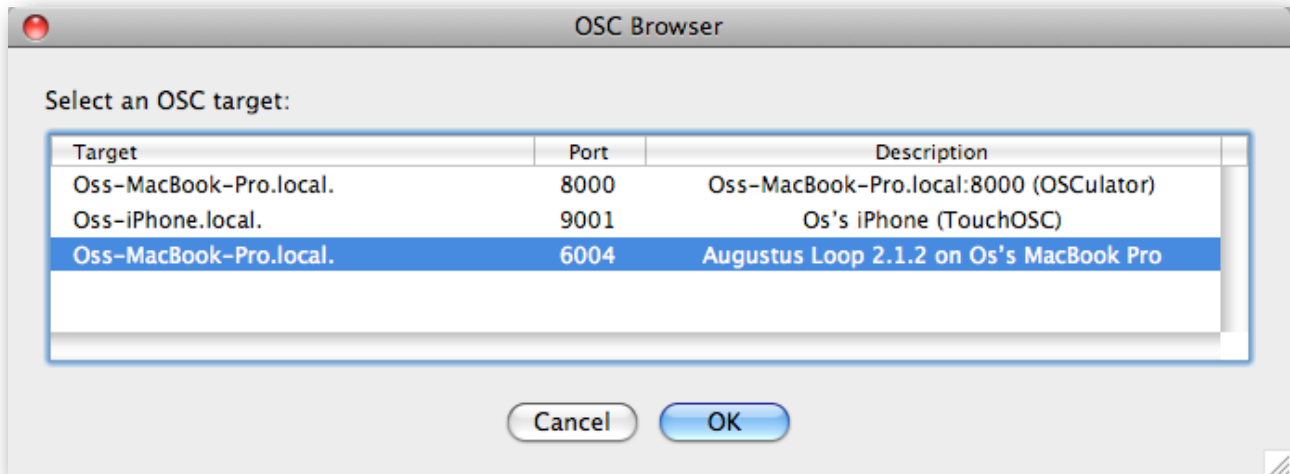 OSC Browser
Select an OSC target:
Target Port Description
Oss-MacBook-Pro.local. 8000 Oss-MacBook-Pro.local:8000 (OSCulator)
Oss-iPhone.local. 9001 Os's iPhone (TouchOSC)
Oss-MacBook-Pro.local. 6004 Augustus Loop 2.1.2 on Os's MacBook Pro
Cancel OK